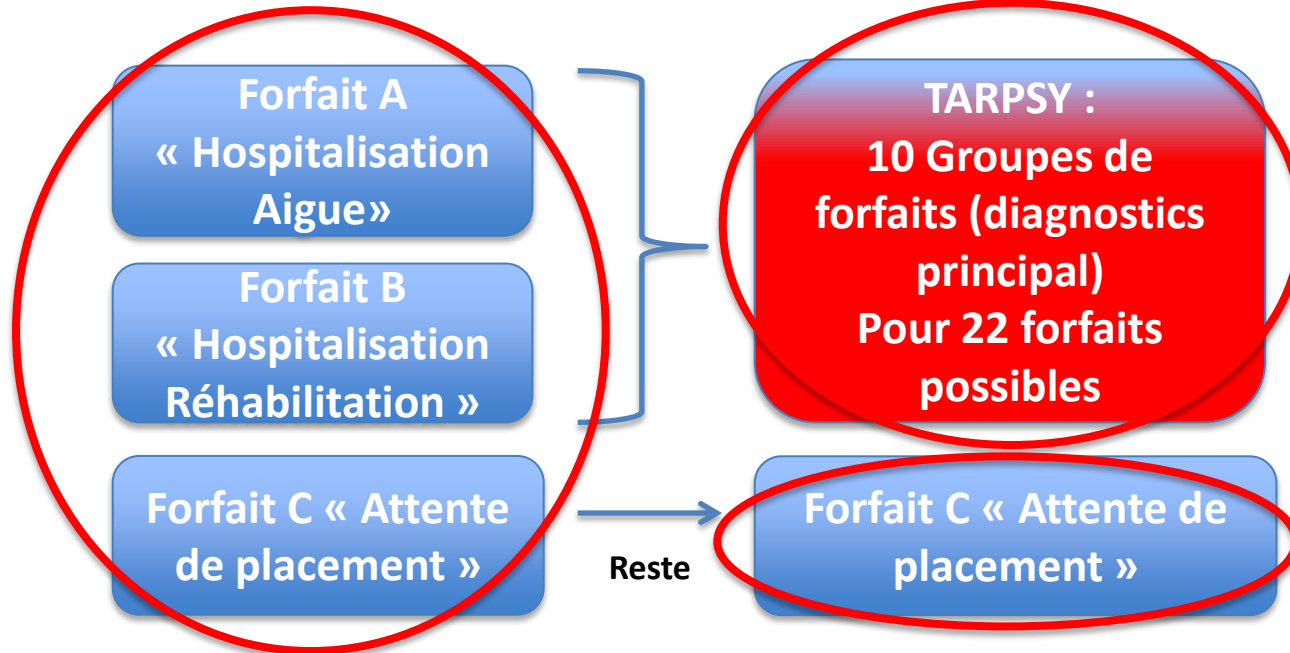 Forfait A
« Hospitalisation
Aigue»
Forfait B
« Hospitalisation
Réhabilitation »
Forfait C « Attente
de placement »
Reste
TARPSY :
10 Groupes de
forfaits (diagnostics
principal)
Pour 22 forfaits
possibles
Forfait C « Attente de
placement »